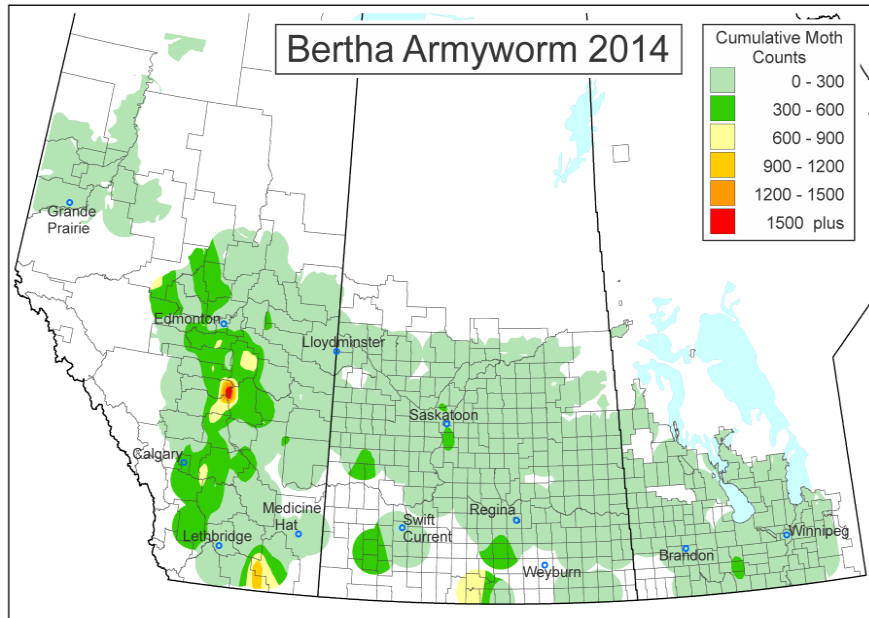 Bertha Armyworm 2014
Cumulative Moth
Counts
0 - 300
300 - 600
600 - 900
900 - 1200
1200 - 1500
1500 plus
Grande
Prairie
Edmonton
Lloydminster
Saskatoon
Calgary
Medicine
Hat
Lethbridge
Swift
Current
Regina
Weyburn
Brandon
Winnipeg